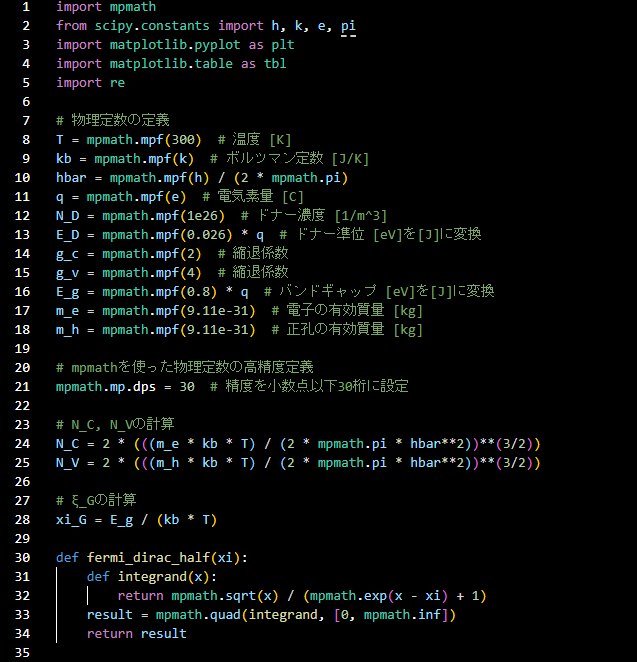 1 import mpmath
2 from scipy.constants import h, k, e, pi
3 import matplotlib.pyplot as plt
4 import matplotlib.table as tbl
5 import re
6
7 # 物理定数の定義
8 T = mpmath.mpf(300)  # 温度 [K]
9 kb = mpmath.mpf(k)  # ボルツマン定数 [J/K]
10 hbar = mpmath.mpf(h) / (2 * mpmath.pi)
11 q = mpmath.mpf(e)  # 電気素量 [C]
12 N_D = mpmath.mpf(1e26)  # ドナー濃度 [1/m^3]
13 E_D = mpmath.mpf(0.026) * q  # ドナー準位 [eV]を[J]に変換
14 g_c = mpmath.mpf(2)  # 縮退係数
15 g_v = mpmath.mpf(4)  # 縮退係数
16 E_g = mpmath.mpf(0.8) * q  # バンドギャップ [eV]を[J]に変換
17 m_e = mpmath.mpf(9.11e-31)  # 電子の有効質量 [kg]
18 m_h = mpmath.mpf(9.11e-31)  # 正孔の有効質量 [kg]
19
20 # mpmathを使った物理定数の高精度定義
21 mpmath.mp.dps = 30  # 精度を小数点以下30桁に設定
22
23 # N_C, N_Vの計算
24 N_C = 2 * (((m_e * kb * T) / (2 * mpmath.pi * hbar**2))**(3/2))
25 N_V = 2 * (((m_h * kb * T) / (2 * mpmath.pi * hbar**2))**(3/2))
26
27 # ξ_Gの計算
28 xi_G = E_g / (kb * T)
29
30 def fermi_dirac_half(xi):
31     def integrand(x):
32         return mpmath.sqrt(x) / (mpmath.exp(x - xi) + 1)
33     result = mpmath.quad(integrand, [0, mpmath.inf])
34     return result
35